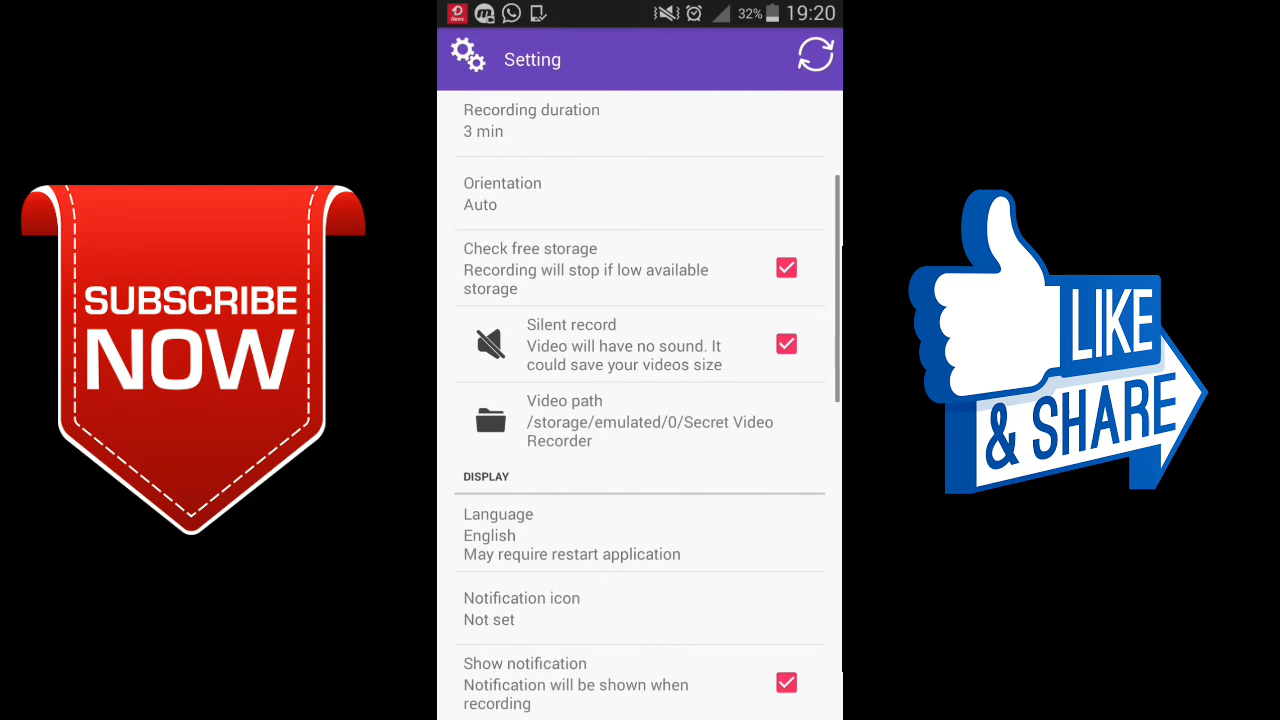 News
32%
19:20
Setting
Recording duration
3 min
Orientation
Auto
Check free storage
Recording will stop if low available
storage
Silent record
Video will have no sound. It
could save your videos size
Video path
/storage/emulated/0/Secret Video
Recorder
DISPLAY
Language
English
May require restart application
Notification icon
Not set
Show notification
Notification will be shown when
recording
SUBSCRIBE
NOW
LIKE
& SHARE